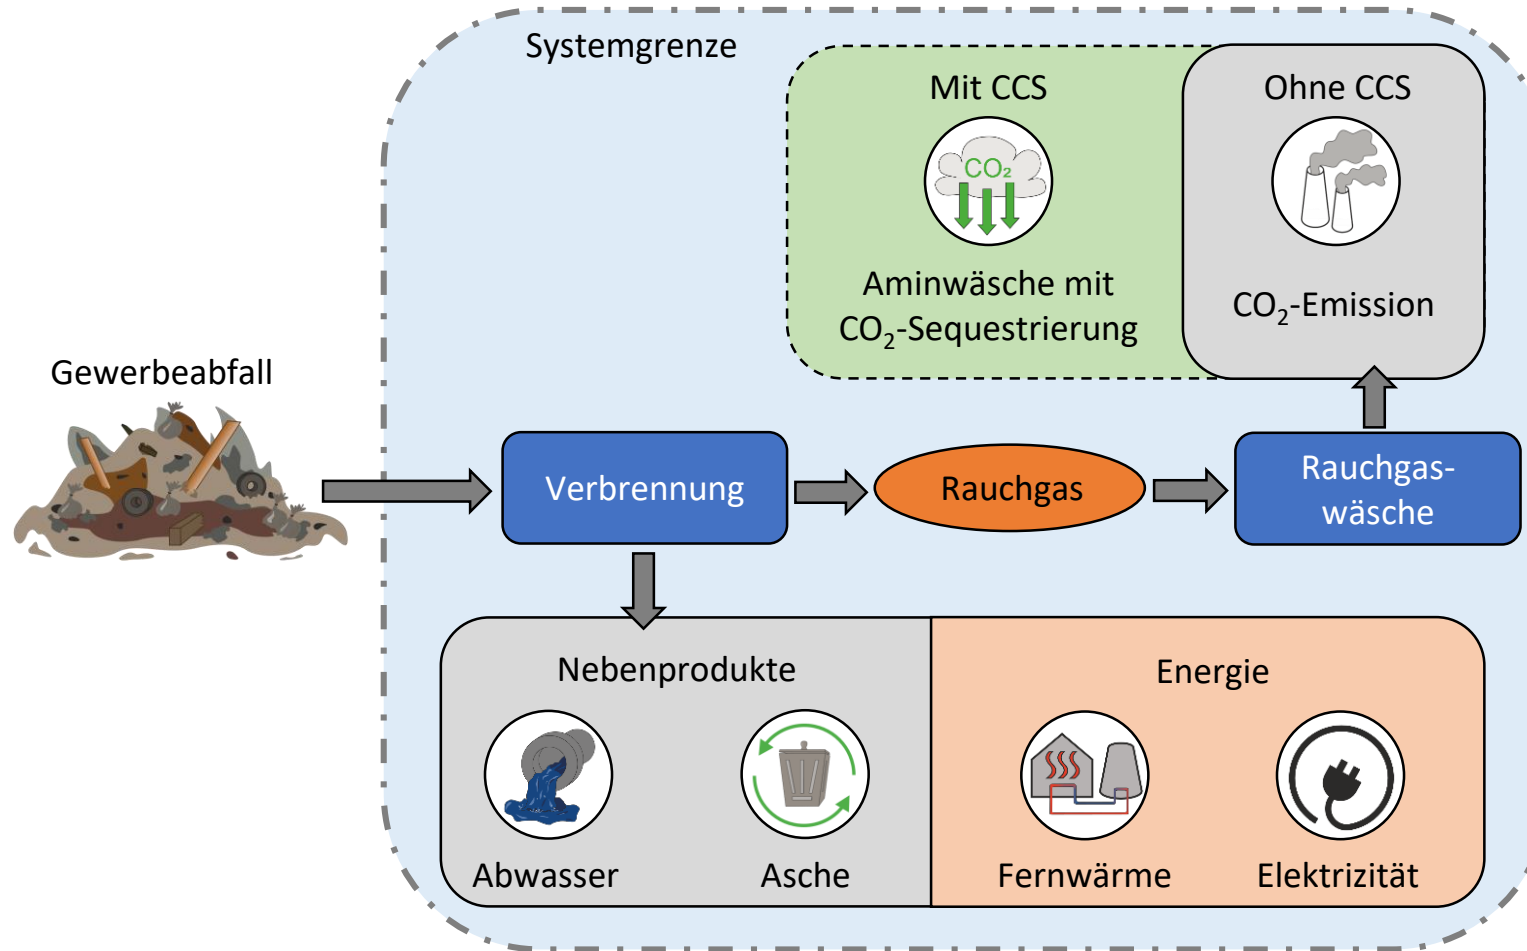 Systemgrenze
Mit CCS
Ohne CCS
CO₂
Aminwäsche mit
CO₂-Sequestrierung
CO₂-Emission
Gewerbeabfall
Verbrennung
Rauchgas
Rauchgas-
wäsche
Nebenprodukte
Energie
Abwasser
Asche
Fernwärme
Elektrizität